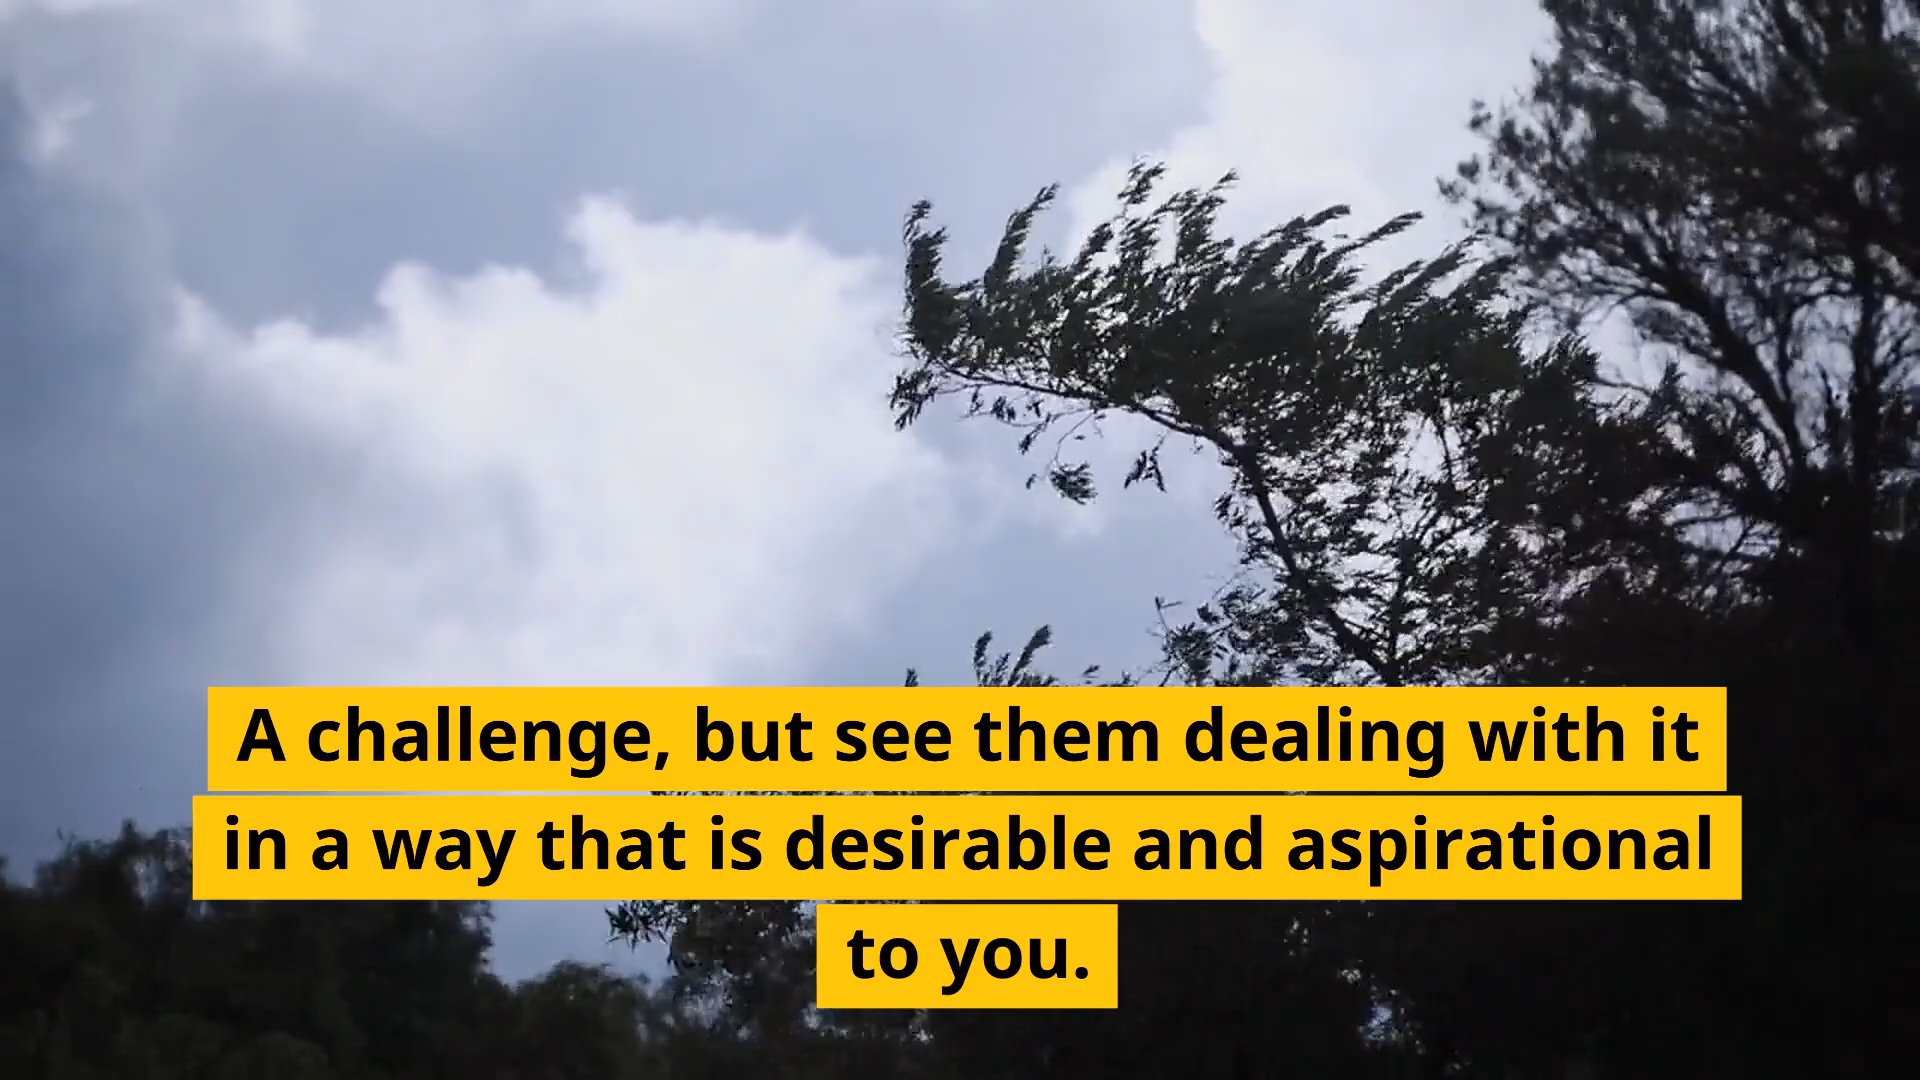 A challenge, but see them dealing with it
in a way that is desirable and aspirational
to you.